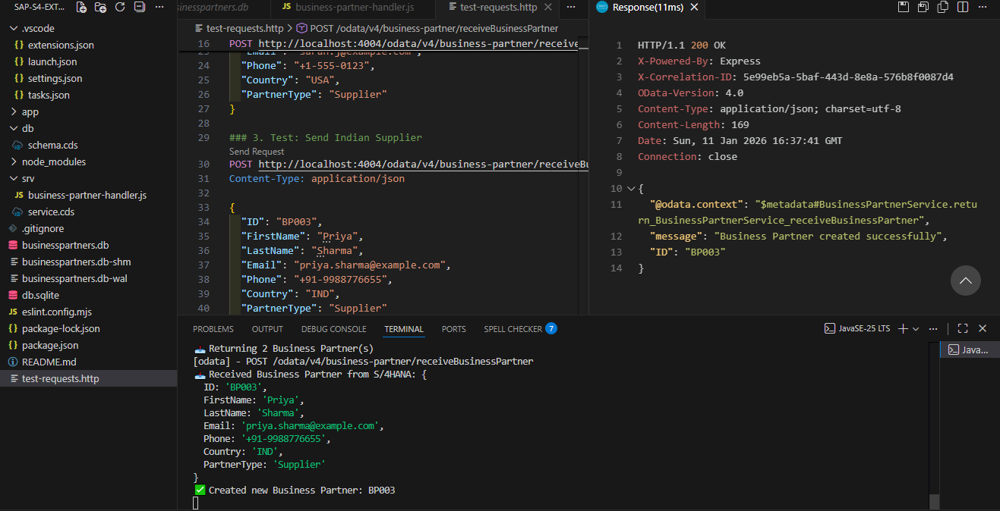 SAP-S4-EXT...
.vscode
{} extensions.json
{} launch.json
{} settings.json
{} tasks.json
app
db
schema.cds
node_modules
srv
JS business-partner-handler.js
service.cds
.gitignore
businesspartners.db
businesspartners.db-shm
businesspartners.db-wal
db.sqlite
JS eslint.config.mjs
{} package-lock.json
{} package.json
README.md
test-requests.http
businesspartners.db
JS business-partner-handler.js
test-requests.http
test-requests.http > POST /odata/v4/business-partner/receiveBusinessPartner
16 POST http://localhost:4004/odata/v4/business-partner/receive
"Email": "sarah.j@example.com",
24 "Phone": "+1-555-0123",
25 "Country": "USA",
26 "PartnerType": "Supplier"
27 }
28
29 ### 3. Test: Send Indian Supplier
Send Request
30 POST http://localhost:4004/odata/v4/business-partner/receiveBu
31 Content-Type: application/json
32
33 {
34 "ID": "BP003",
35 "FirstName": "Priya",
36 "LastName": "Sharma",
37 "Email": "priya.sharma@example.com",
38 "Phone": "+91-9988776655",
39 "Country": "IND",
40 "PartnerType": "Supplier"
Response(11ms)
1 HTTP/1.1 200 OK
2 X-Powered-By: Express
3 X-Correlation-ID: 5e99eb5a-5baf-443d-8e8a-576b8f0087d4
4 OData-Version: 4.0
5 Content-Type: application/json; charset=utf-8
6 Content-Length: 169
7 Date: Sun, 11 Jan 2026 16:37:41 GMT
8 Connection: close
9
10 {
11 "@odata.context": "$metadata#BusinessPartnerService.retu
rn_BusinessPartnerService_receiveBusinessPartner",
12 "message": "Business Partner created successfully",
13 "ID": "BP003"
14 }
PROBLEMS OUTPUT DEBUG CONSOLE TERMINAL PORTS SPELL CHECKER 7
JavaSE-25 LTS
Java...
Returning 2 Business Partner(s)
[odata] - POST /odata/v4/business-partner/receiveBusinessPartner
Received Business Partner from S/4HANA: {
ID: 'BP003',
FirstName: 'Priya',
LastName: 'Sharma',
Email: 'priya.sharma@example.com',
Phone: '+91-9988776655',
Country: 'IND',
PartnerType: 'Supplier'
}
✅ Created new Business Partner: BP003